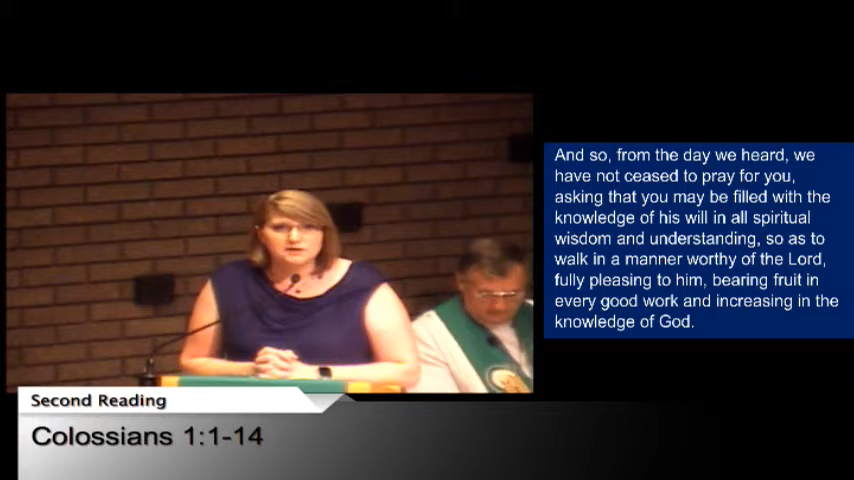 And so, from the day we heard, we
have not ceased to pray for you,
asking that you may be filled with the
knowledge of his will in all spiritual
wisdom and understanding, so as to
walk in a manner worthy of the Lord,
fully pleasing to him, bearing fruit in
every good work and increasing in the
knowledge of God.
Second Reading
Colossians 1:1-14